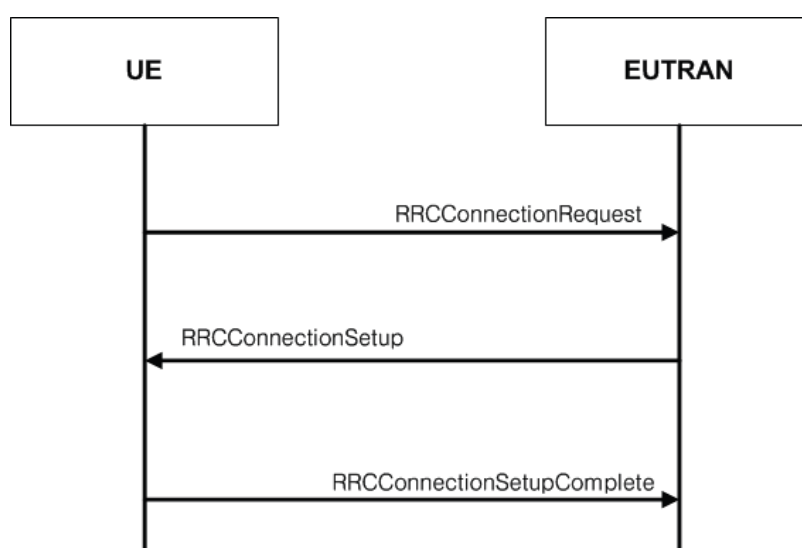 UE
EUTRAN
RRCConnectionRequest
RRCConnectionSetup
RRCConnectionSetupComplete